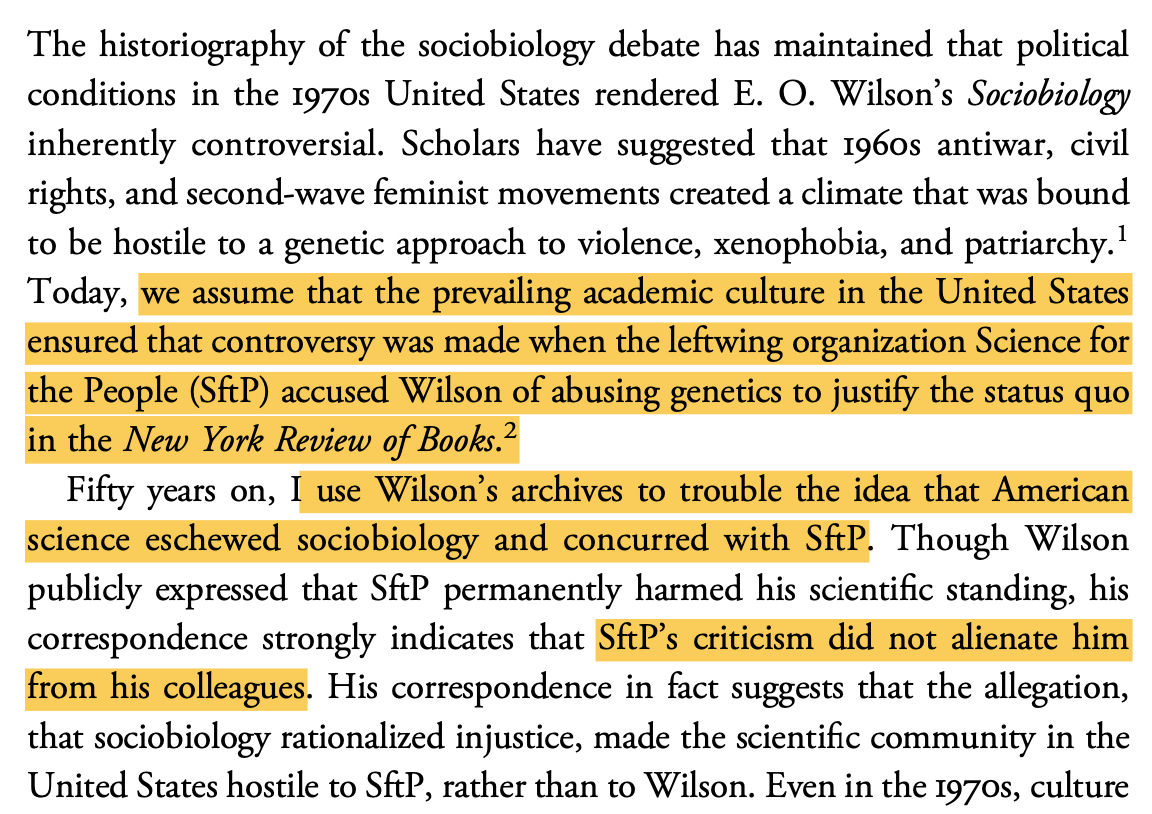 The historiography of the sociobiology debate has maintained that political
conditions in the 1970s United States rendered E. O. Wilson’s Sociobiology
inherently controversial. Scholars have suggested that 1960s antiwar, civil
rights, and second-wave feminist movements created a climate that was bound
to be hostile to a genetic approach to violence, xenophobia, and patriarchy.1
Today, we assume that the prevailing academic culture in the United States
ensured that controversy was made when the leftwing organization Science for
the People (SftP) accused Wilson of abusing genetics to justify the status quo
in the New York Review of Books.2
Fifty years on, I use Wilson’s archives to trouble the idea that American
science eschewed sociobiology and concurred with SftP. Though Wilson
publicly expressed that SftP permanently harmed his scientific standing, his
correspondence strongly indicates that SftP’s criticism did not alienate him
from his colleagues. His correspondence in fact suggests that the allegation,
that sociobiology rationalized injustice, made the scientific community in the
United States hostile to SftP, rather than to Wilson. Even in the 1970s, culture